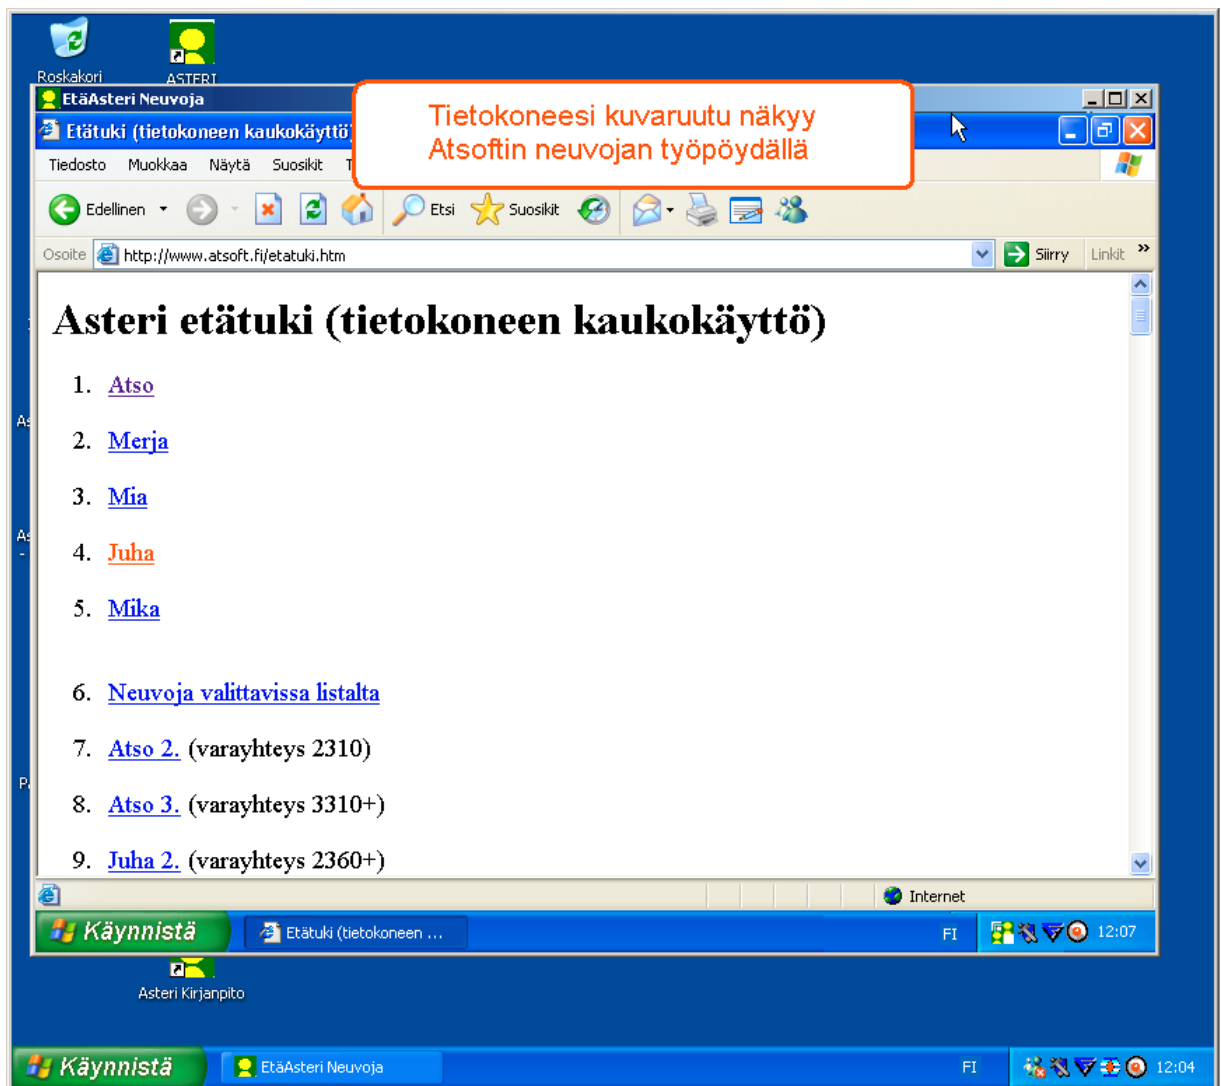 Roskakori
ASTERI
EtäAsteri Neuvoja
Tietokoneesi kuvaruutu näkyy
Atsoftin neuvojan työpöydällä
Etätuki (tietokoneen kaukokäyttö)
Tiedosto Muokkaa Näytä Suosikit T
Edellinen Etsi Suosikit
Osoite http://www.atsoft.fi/etatuki.htm Siirry Linkit »
Asteri etätuki (tietokoneen kaukokäyttö)
1. Atso
2. Merja
3. Mia
4. Juha
5. Mika
6. Neuvoja valittavissa listalta
7. Atso 2. (varayhteys 2310)
8. Atso 3. (varayhteys 3310+)
9. Juha 2. (varayhteys 2360+)
Internet
Käynnistä Etätuki (tietokoneen ... FI 12:07
Asteri Kirjanpito
Käynnistä EtäAsteri Neuvoja FI 12:04